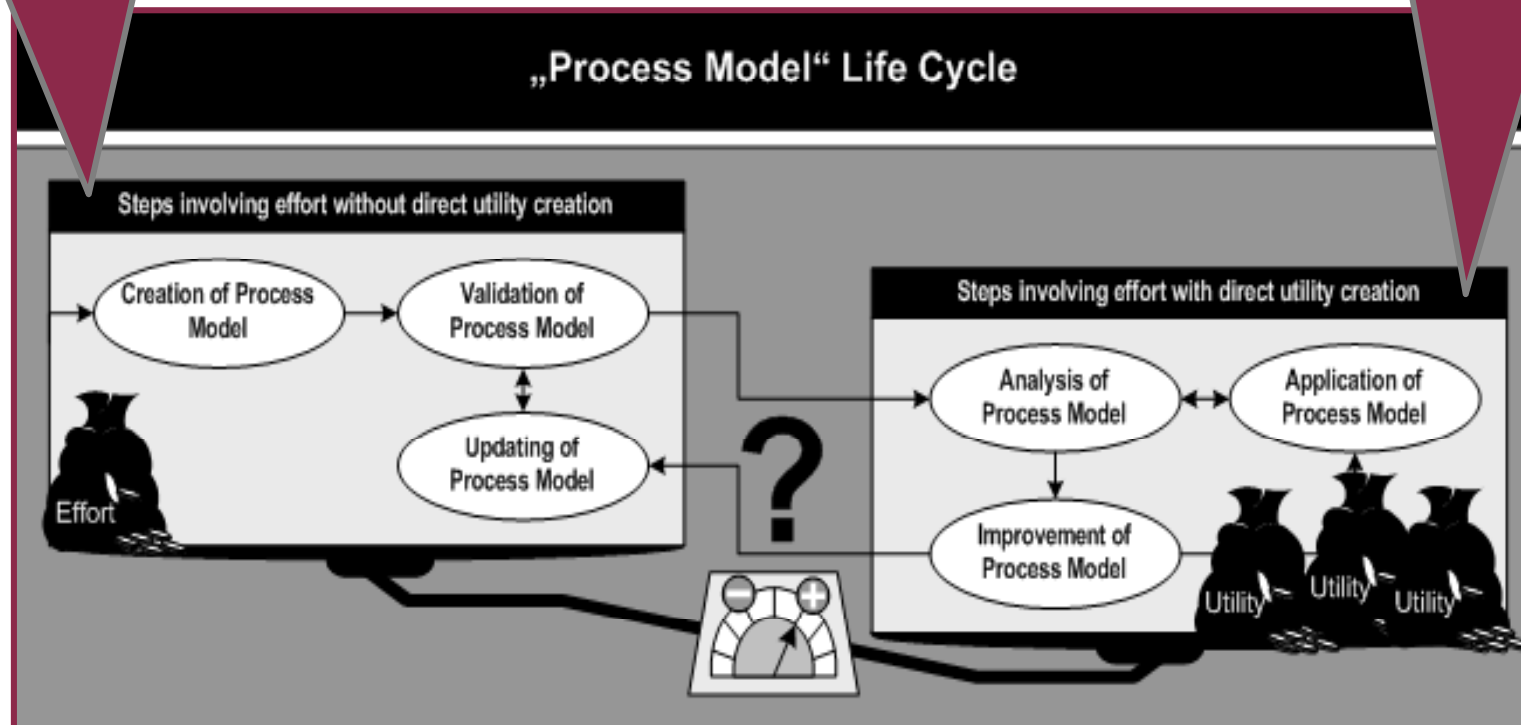 „Process Model“ Life Cycle
Steps involving effort without direct utility creation
Creation of Process
Model
Validation of
Process Model
Updating of
Process Model
Effort
?
Steps involving effort with direct utility creation
Analysis of
Process Model
Application of
Process Model
Improvement of
Process Model
Utility
Utility
Utility
− +